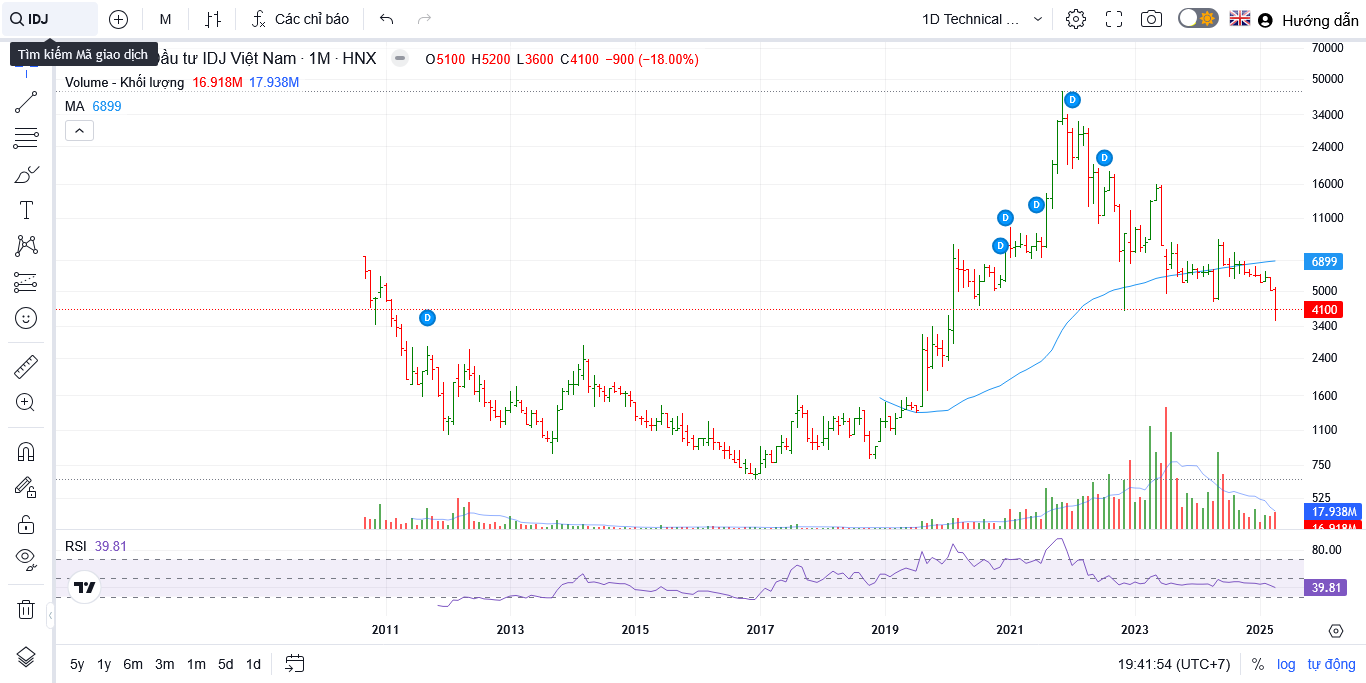 IDJ
M
Các chỉ báo
1D Technical ...
Hướng dẫn
Tìm kiếm Mã giao dịch
ầu tư IDJ Việt Nam · 1M · HNX
O5100 H5200 L3600 C4100 −900 (−18.00%)
Volume - Khối lượng 16.918M 17.938M
MA 6899
70000
50000
34000
24000
16000
11000
6899
5000
4100
3400
2400
1600
1100
750
525
17.938M
16.918M
D
D
D
D
D
D
RSI 39.81
80.00
39.81
2011 2013 2015 2017 2019 2021 2023 2025
5y 1y 6m 3m 1m 5d 1d
19:41:54 (UTC+7) % log tự động